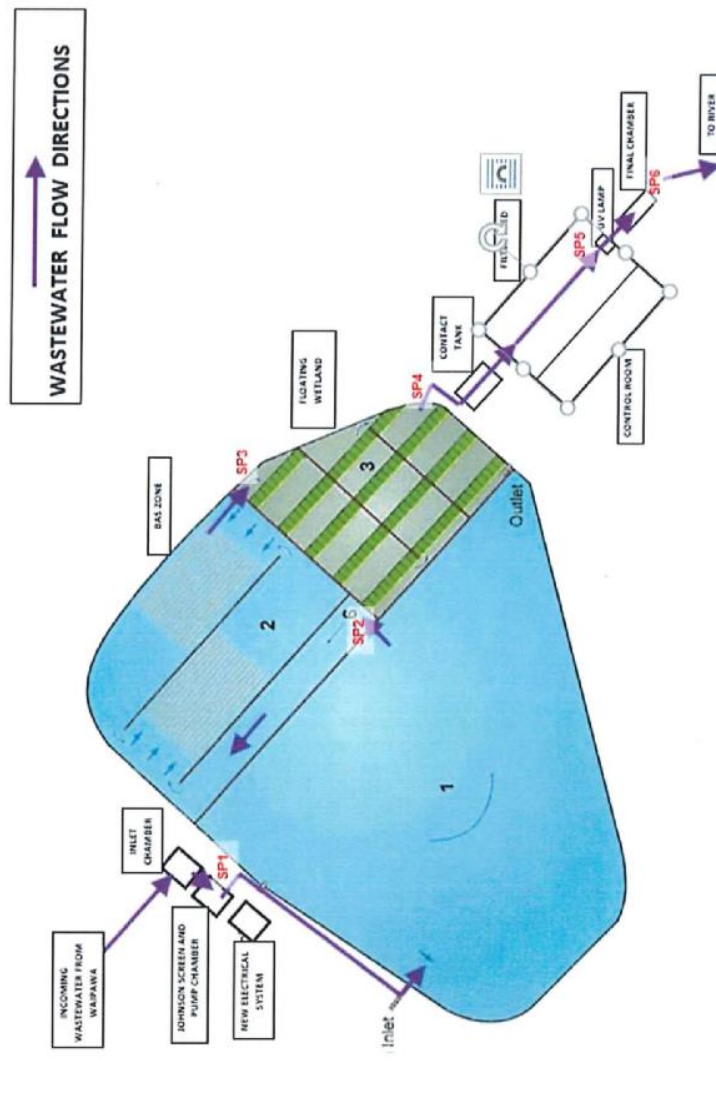 WASTEWATER FLOW DIRECTIONS
INCOMING
WASTEWATER FROM
WAIPAWA
INLET
CHAMBER
JOHNSON SCREEN AND
PUMP CHAMBER
NEW ELECTRICAL
SYSTEM
SP1
Inlet
1
2
BAS ZONE
SP2
SP3
3
FLOATING
WETLAND
Outlet
SP4
CONTACT
TANK
CONTROL ROOM
SP5
UV LAMP
FINAL CHAMBER
SP6
TO RIVER